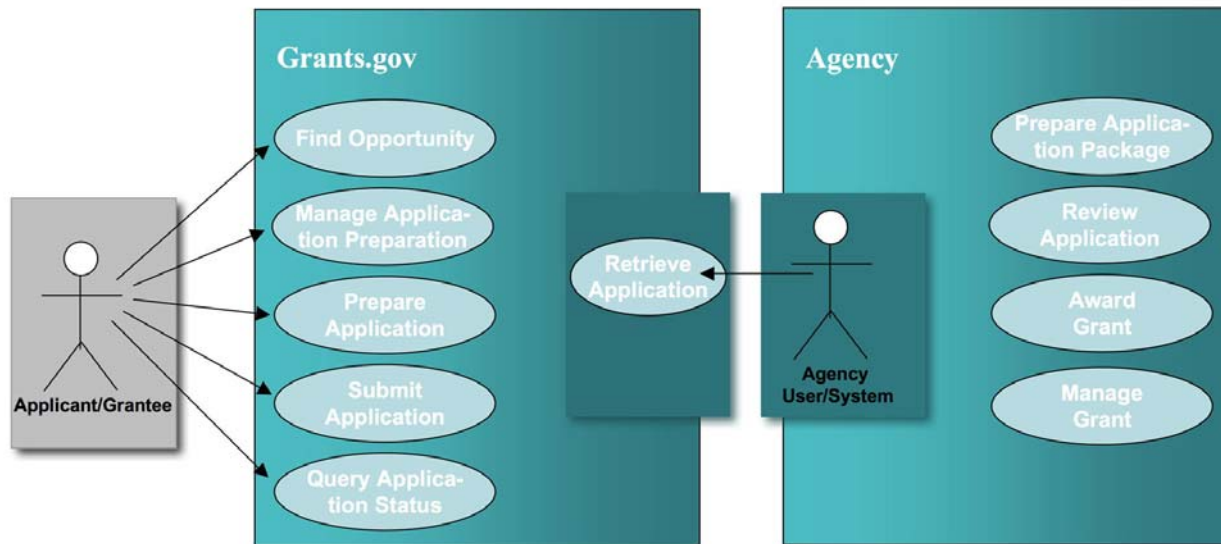 Grants.gov
Find Opportunity
Manage Applica-
tion Preparation
Prepare
Application
Submit
Application
Query Applica-
tion Status
Applicant/Grantee
Retrieve
Application
Agency
User/System
Agency
Prepare Applica-
tion Package
Review
Application
Award
Grant
Manage
Grant